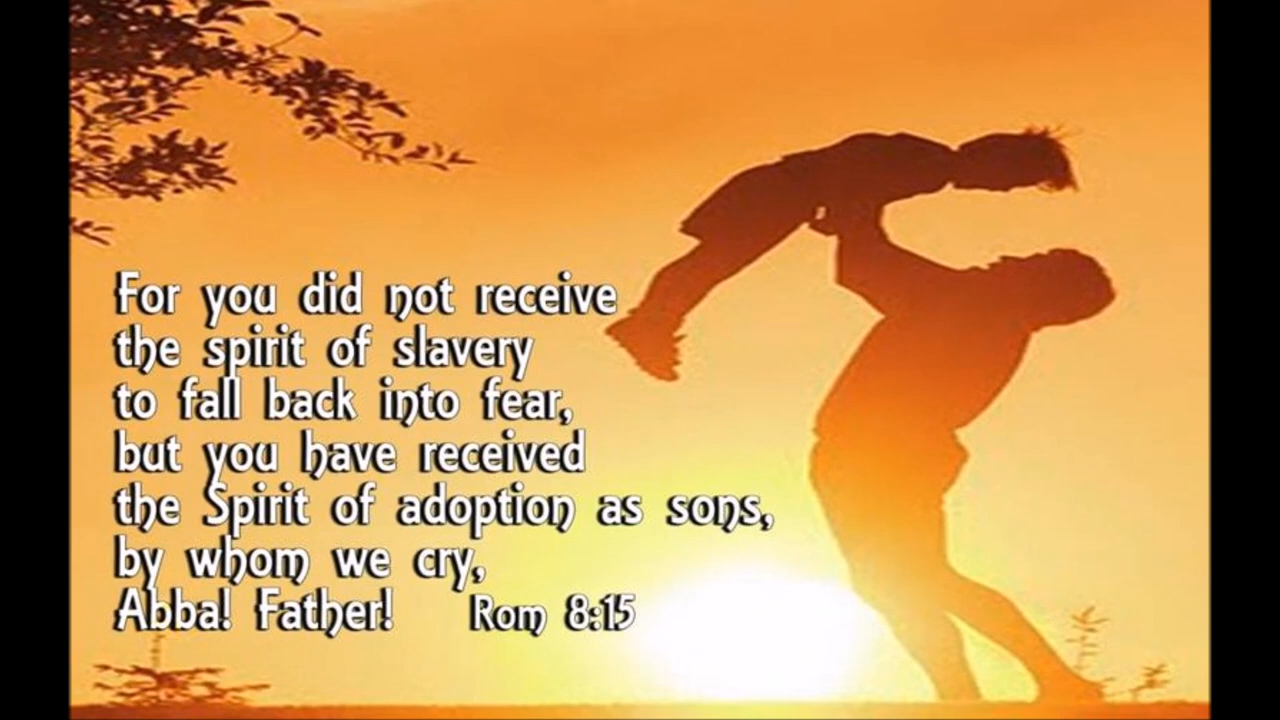 For you did not receive
the spirit of slavery
to fall back into fear,
but you have received
the Spirit of adoption as sons,
by whom we cry,
Abba! Father! Rom 8:15